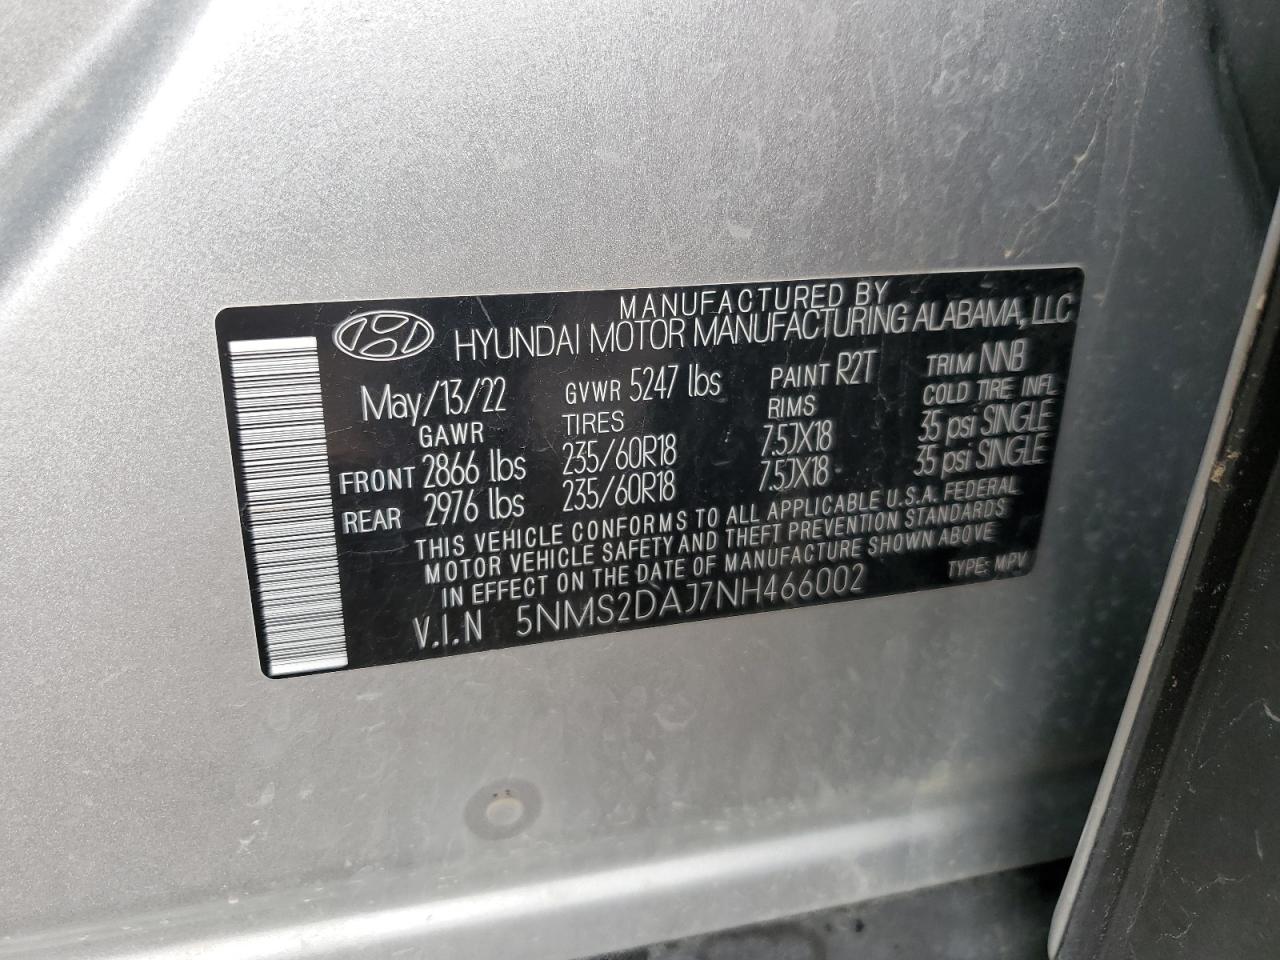 MANUFACTURED BY
HYUNDAI MOTOR MANUFACTURING ALABAMA, LLC
May/13/22 GVWR 5247 lbs PAINT R2T TRIM NNB
GAWR TIRES RIMS COLD TIRE INFL
FRONT 2866 lbs 235/60R18 7.5JX18 35 psi SINGLE
REAR 2976 lbs 235/60R18 7.5JX18 35 psi SINGLE
THIS VEHICLE CONFORMS TO ALL APPLICABLE U.S.A. FEDERAL
MOTOR VEHICLE SAFETY AND THEFT PREVENTION STANDARDS
IN EFFECT ON THE DATE OF MANUFACTURE SHOWN ABOVE
V.I.N 5NMS2DAJ7NH466002 TYPE: MPV